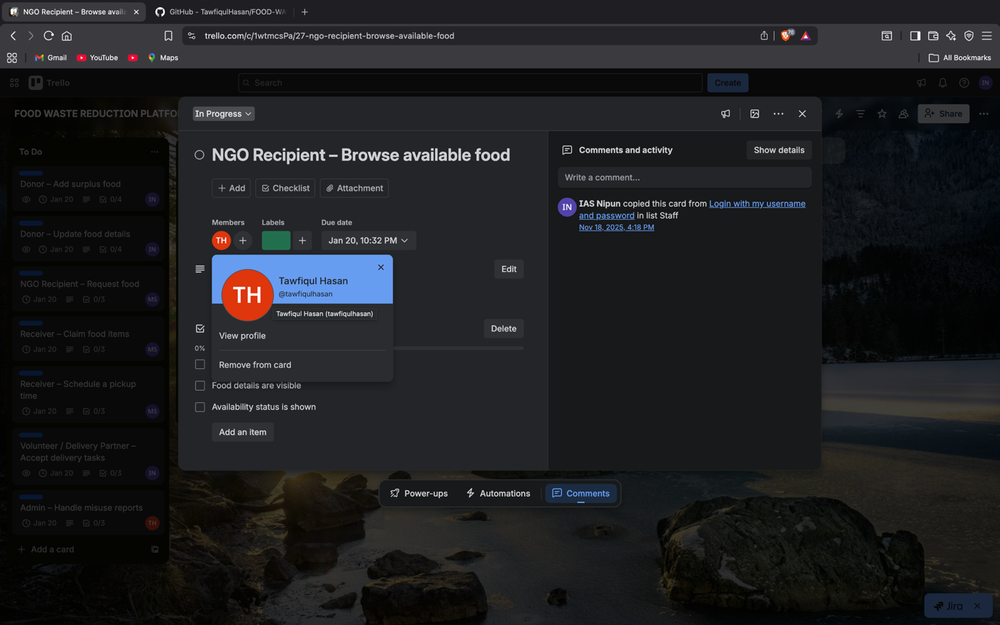 NGO Recipient – Browse availa
GitHub - TawfiqulHasan/FOOD-WA
trello.com/c/1wtmcsPa/27-ngo-recipient-browse-available-food
70
Gmail
YouTube
Maps
All Bookmarks
Trello
Search
Create
IN
FOOD WASTE REDUCTION PLATFO
Share
In Progress
To Do
Donor – Add surplus food
Jan 20
0/4
IN
Donor – Update food details
Jan 20
0/4
IN
NGO Recipient – Request food
Jan 20
0/3
MS
Receiver – Claim food items
Jan 20
0/3
MS
Receiver – Schedule a pickup
time
Jan 20
0/3
MS
Volunteer / Delivery Partner –
Accept delivery tasks
Jan 20
0/3
IN
Admin – Handle misuse reports
Jan 20
0/3
TH
Add a card
NGO Recipient – Browse available food
Add
Checklist
Attachment
Members
Labels
Due date
TH
Jan 20, 10:32 PM
Edit
TH
Tawfiqul Hasan
@tawfiqulhasan
Tawfiqul Hasan (tawfiqulhasan)
View profile
Remove from card
Delete
0%
Food details are visible
Availability status is shown
Add an item
Comments and activity
Show details
Write a comment...
IN
IAS Nipun copied this card from Login with my username
and password in list Staff
Nov 18, 2025, 4:18 PM
Power-ups
Automations
Comments
Jira